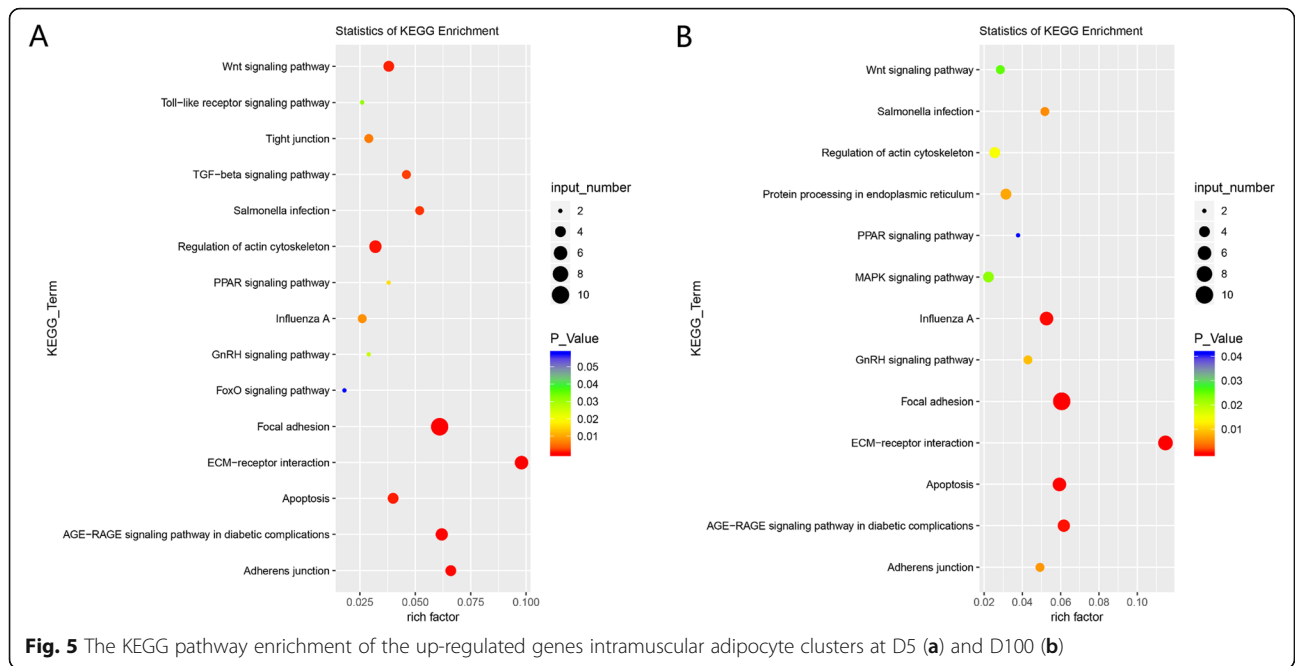 A
Statistics of KEGG Enrichment
KEGG_Term
Wnt signaling pathway
Toll−like receptor signaling pathway
Tight junction
TGF−beta signaling pathway
Salmonella infection
Regulation of actin cytoskeleton
PPAR signaling pathway
Influenza A
GnRH signaling pathway
FoxO signaling pathway
Focal adhesion
ECM−receptor interaction
Apoptosis
AGE−RAGE signaling pathway in diabetic complications
Adherens junction
0.025 0.050 0.075 0.100
rich factor
input_number
2
4
6
8
10
P_Value
0.05
0.04
0.03
0.02
0.01
B
Statistics of KEGG Enrichment
KEGG_Term
Wnt signaling pathway
Salmonella infection
Regulation of actin cytoskeleton
Protein processing in endoplasmic reticulum
PPAR signaling pathway
MAPK signaling pathway
Influenza A
GnRH signaling pathway
Focal adhesion
ECM−receptor interaction
Apoptosis
AGE−RAGE signaling pathway in diabetic complications
Adherens junction
0.02 0.04 0.06 0.08 0.10
rich factor
input_number
2
4
6
8
10
P_Value
0.04
0.03
0.02
0.01
Fig. 5 The KEGG pathway enrichment of the up-regulated genes intramuscular adipocyte clusters at D5 (a) and D100 (b)